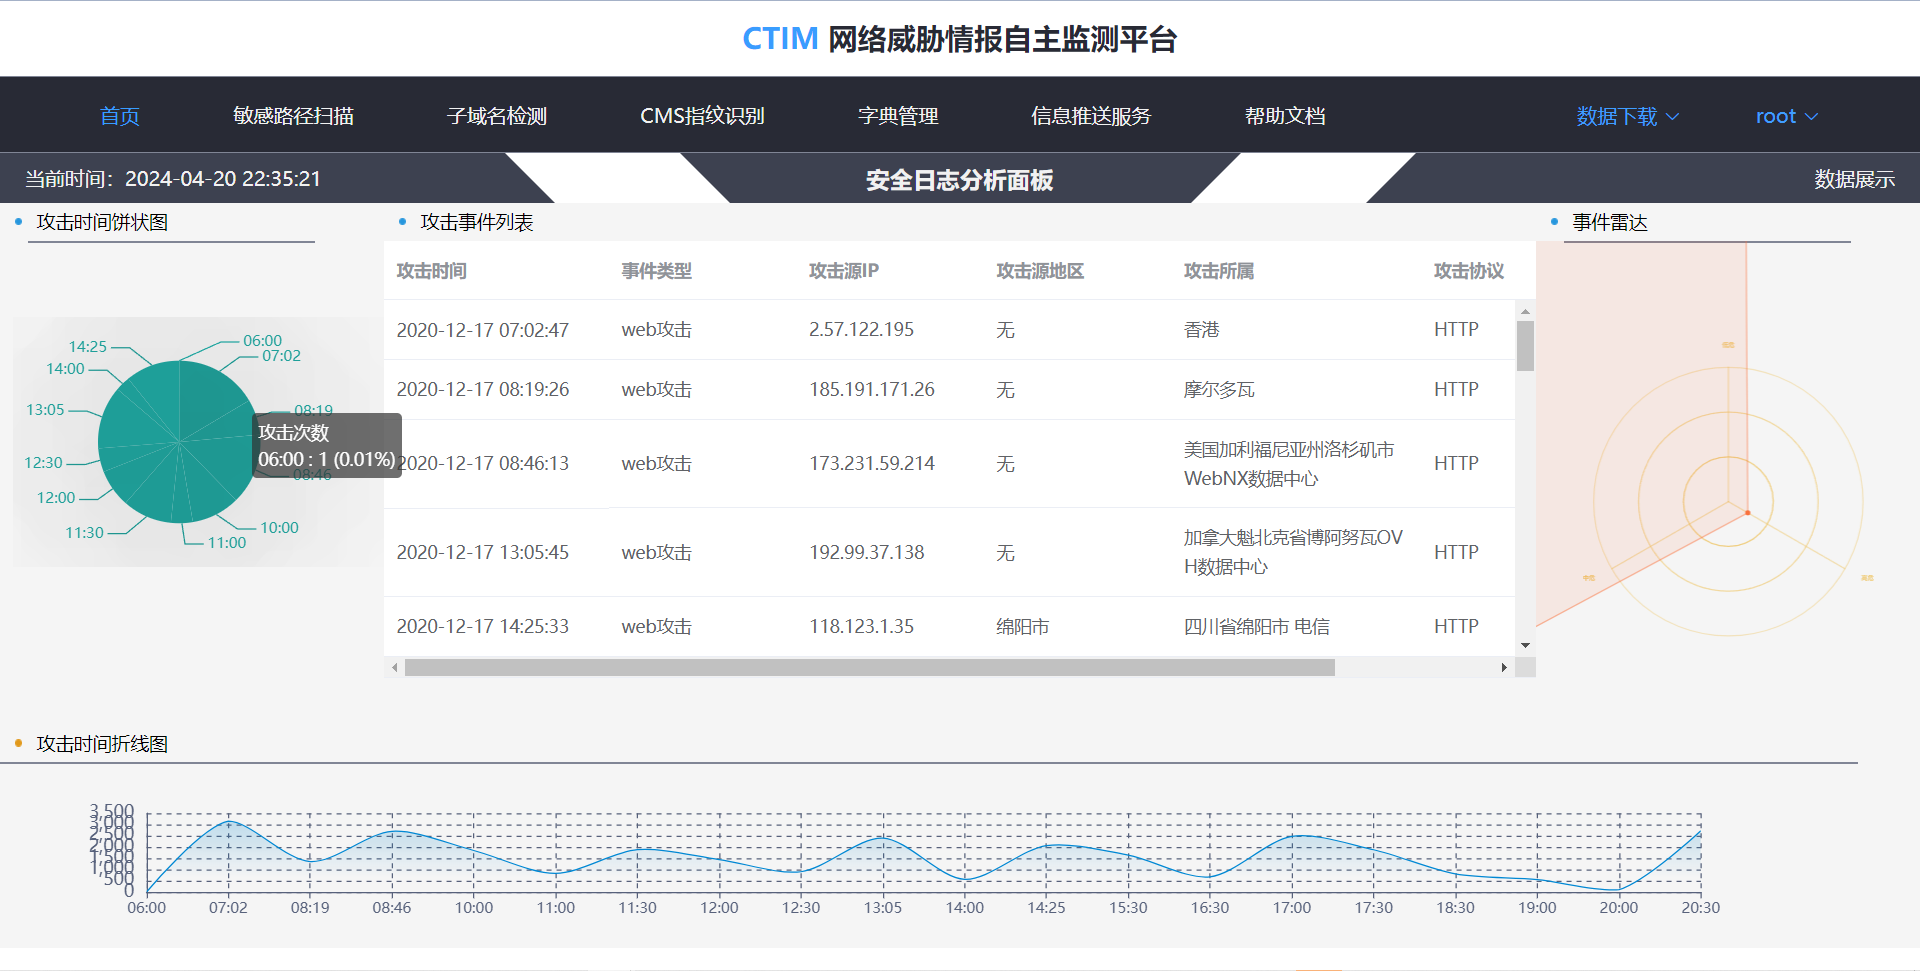 CTIM 网络威胁情报自主监测平台
首页 敏感路径扫描 子域名检测 CMS指纹识别 字典管理 信息推送服务 帮助文档 数据下载 root
当前时间：2024-04-20 22:35:21 安全日志分析面板 数据展示
攻击时间饼状图
06:00
07:02
08:19
08:46
10:00
11:00
11:30
12:00
12:30
13:05
14:00
14:25
攻击次数
06:00 : 1 (0.01%)
攻击事件列表
攻击时间 事件类型 攻击源IP 攻击源地区 攻击所属 攻击协议
2020-12-17 07:02:47 web攻击 2.57.122.195 无 香港 HTTP
2020-12-17 08:19:26 web攻击 185.191.171.26 无 摩尔多瓦 HTTP
2020-12-17 08:46:13 web攻击 173.231.59.214 无 美国加利福尼亚州洛杉矶市
WebNX数据中心 HTTP
2020-12-17 13:05:45 web攻击 192.99.37.138 无 加拿大魁北克省博阿努瓦OV
H数据中心 HTTP
2020-12-17 14:25:33 web攻击 118.123.1.35 绵阳市 四川省绵阳市 电信 HTTP
事件雷达
攻击时间折线图
3,500
3,000
2,500
2,000
1,500
1,000
500
0
06:00 07:02 08:19 08:46 10:00 11:00 11:30 12:00 12:30 13:05 14:00 14:25 15:30 16:30 17:00 17:30 18:30 19:00 20:00 20:30